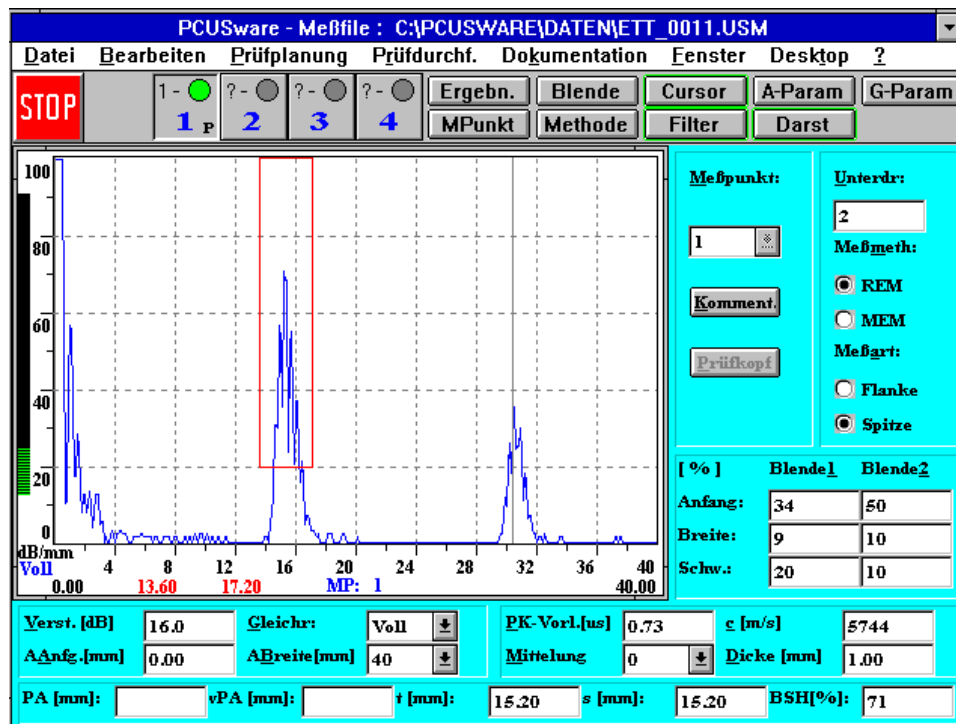 PCUSware - Meßfile : C:\PCUSWARE\DATEN\ETT_0011.USM
Datei Bearbeiten Prüfplanung Prüfdurchf. Dokumentation Fenster Desktop ?
STOP 1 - ? - ? - ? - Ergebn. Blende Cursor A-Param G-Param
1 P 2 3 4 MPunkt Methode Filter Darst
100
80
60
40
20
0
dB/mm
Voll 4 8 12 16 20 24 28 32 36 40
0.00 13.60 17.20 MP: 1 40.00
Meßpunkt:
1
Komment.
Prüfkopf
Unterdr:
2
Meßmeth:
REM
MEM
Meßart:
Flanke
Spitze
[ % ] Blende1 Blende2
Anfang: 34 50
Breite: 9 10
Schw.: 20 10
Verst. [dB] 16.0 Gleichr: Voll PK-Vorl.[us] 0.73 c [m/s] 5744
AAnfg.[mm] 0.00 ABreite[mm] 40 Mittelung 0 Dicke [mm] 1.00
PA [mm]: vPA [mm]: t [mm]: 15.20 s [mm]: 15.20 BSH[%]: 71